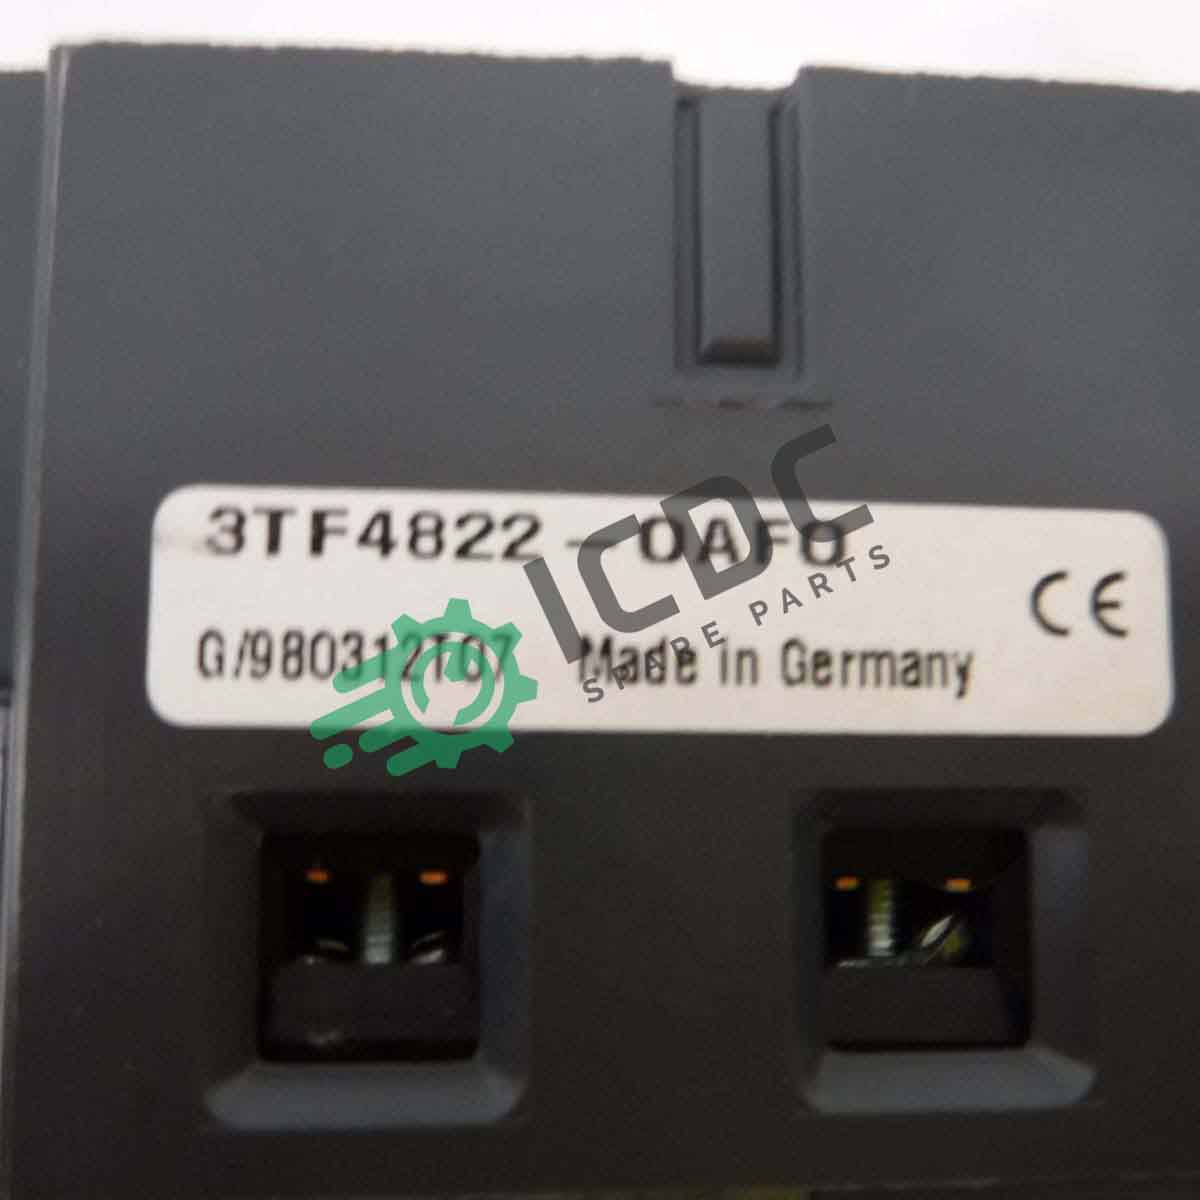 3TF4822-0AF0
G/980312T07 Made in Germany
CE
ICDC
SPARE PARTS